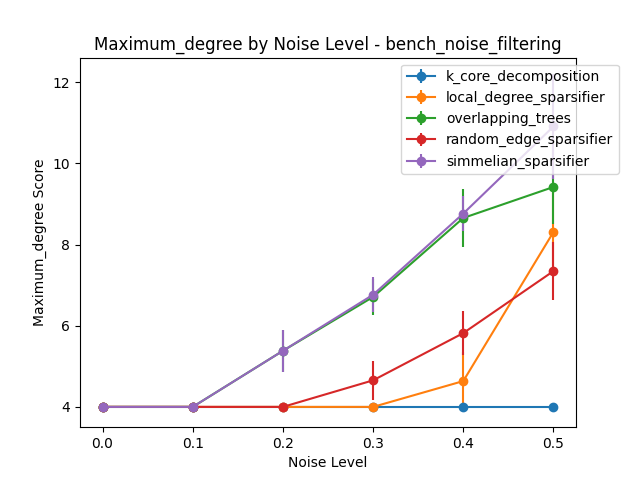 Maximum_degree by Noise Level - bench_noise_filtering
k_core_decomposition
local_degree_sparsifier
overlapping_trees
random_edge_sparsifier
simmelian_sparsifier
Maximum_degree Score
12
10
8
6
4
0.0 0.1 0.2 0.3 0.4 0.5
Noise Level